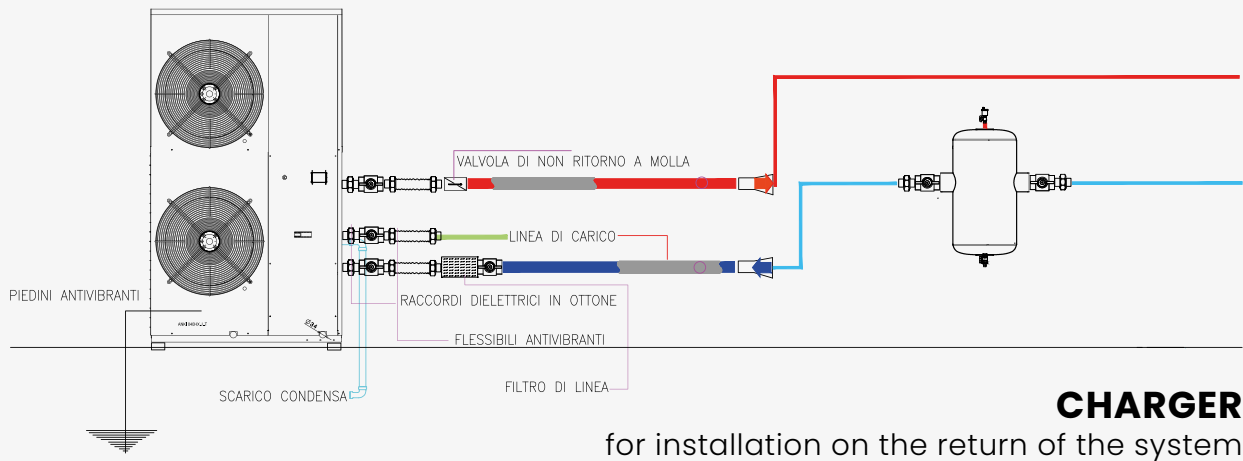 VALVOLA DI NON RITORNO A MOLLA
LINEA DI CARICO
PIEDINI ANTIVIBRANTI
RACCORDI DIELETTRICI IN OTTONE
FLESSIBILI ANTIVIBRANTI
FILTRO DI LINEA
SCARICO CONDENSA
CHARGER
for installation on the return of the system